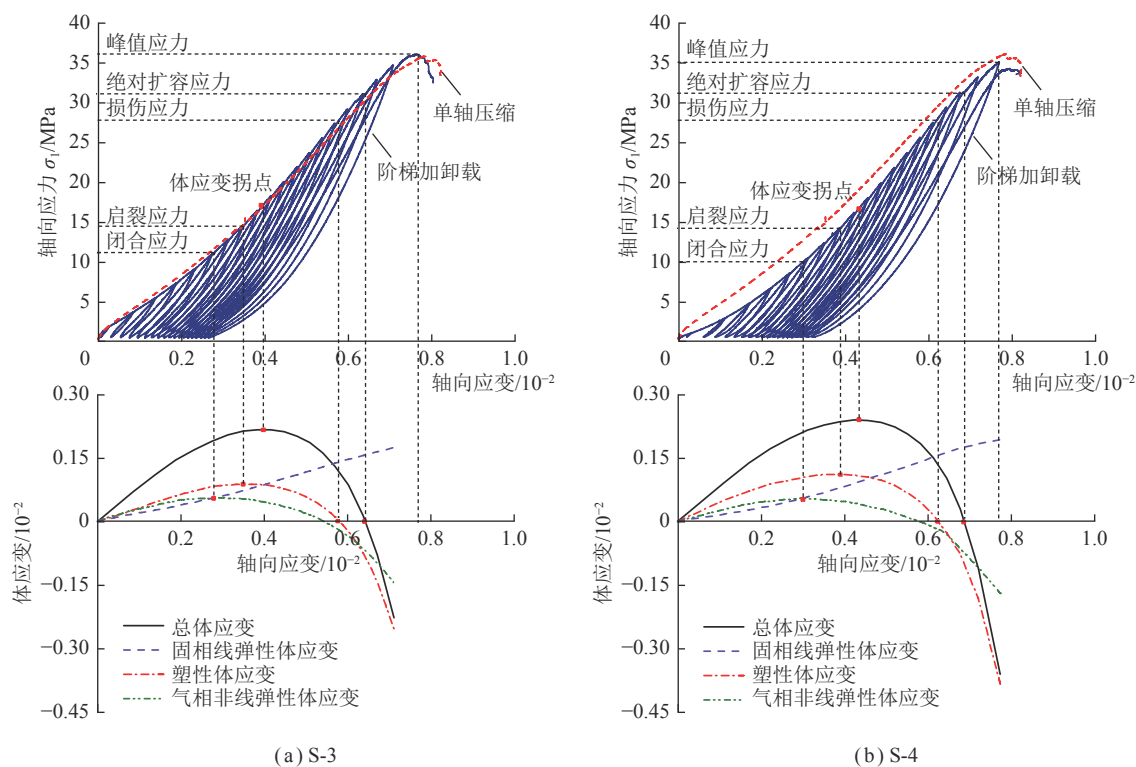 40
35
30
25
20
15
10
5
0
0.2
0.4
0.6
0.8
1.0
轴向应力 σ₁/MPa
轴向应变/10⁻²
峰值应力
绝对扩容应力
损伤应力
体应变拐点
启裂应力
闭合应力
单轴压缩
阶梯加卸载
0.30
0.15
0
−0.15
−0.30
−0.45
0.2
0.4
0.6
0.8
1.0
体应变/10⁻²
轴向应变/10⁻²
总体应变
固相线弹性体应变
塑性体应变
气相非线弹性体应变
(a) S-3
40
35
30
25
20
15
10
5
0
0.2
0.4
0.6
0.8
1.0
轴向应力 σ₁/MPa
轴向应变/10⁻²
峰值应力
绝对扩容应力
损伤应力
体应变拐点
启裂应力
闭合应力
单轴压缩
阶梯加卸载
0.30
0.15
0
−0.15
−0.30
−0.45
0.2
0.4
0.6
0.8
1.0
体应变/10⁻²
轴向应变/10⁻²
总体应变
固相线弹性体应变
塑性体应变
气相非线弹性体应变
(b) S-4